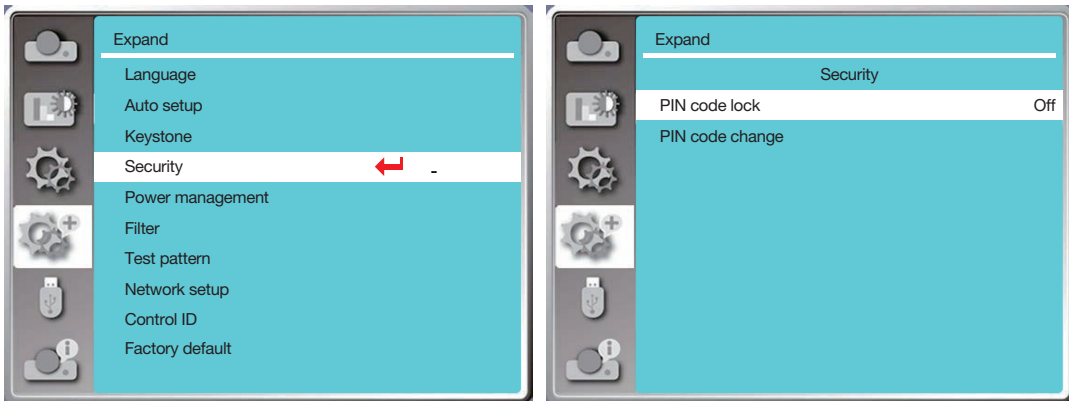 Expand
Language
Auto setup
Keystone
Security -
Power management
Filter
Test pattern
Network setup
Control ID
Factory default
Expand
Security
PIN code lock Off
PIN code change